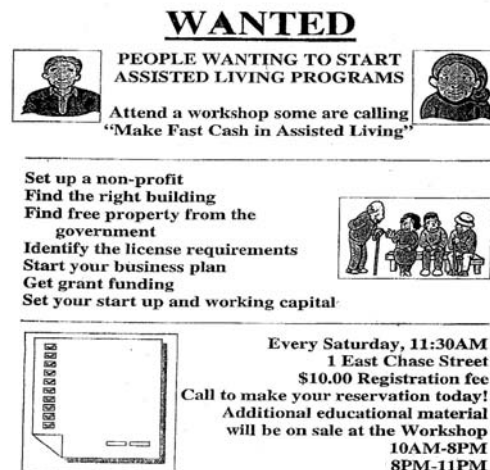 WANTED
PEOPLE WANTING TO START
ASSISTED LIVING PROGRAMS
Attend a workshop some are calling
“Make Fast Cash in Assisted Living”
Set up a non-profit
Find the right building
Find free property from the
government
Identify the license requirements
Start your business plan
Get grant funding
Set your start up and working capital
Every Saturday, 11:30AM
1 East Chase Street
$10.00 Registration fee
Call to make your reservation today!
Additional educational material
will be on sale at the Workshop
10AM-8PM
8PM-11PM